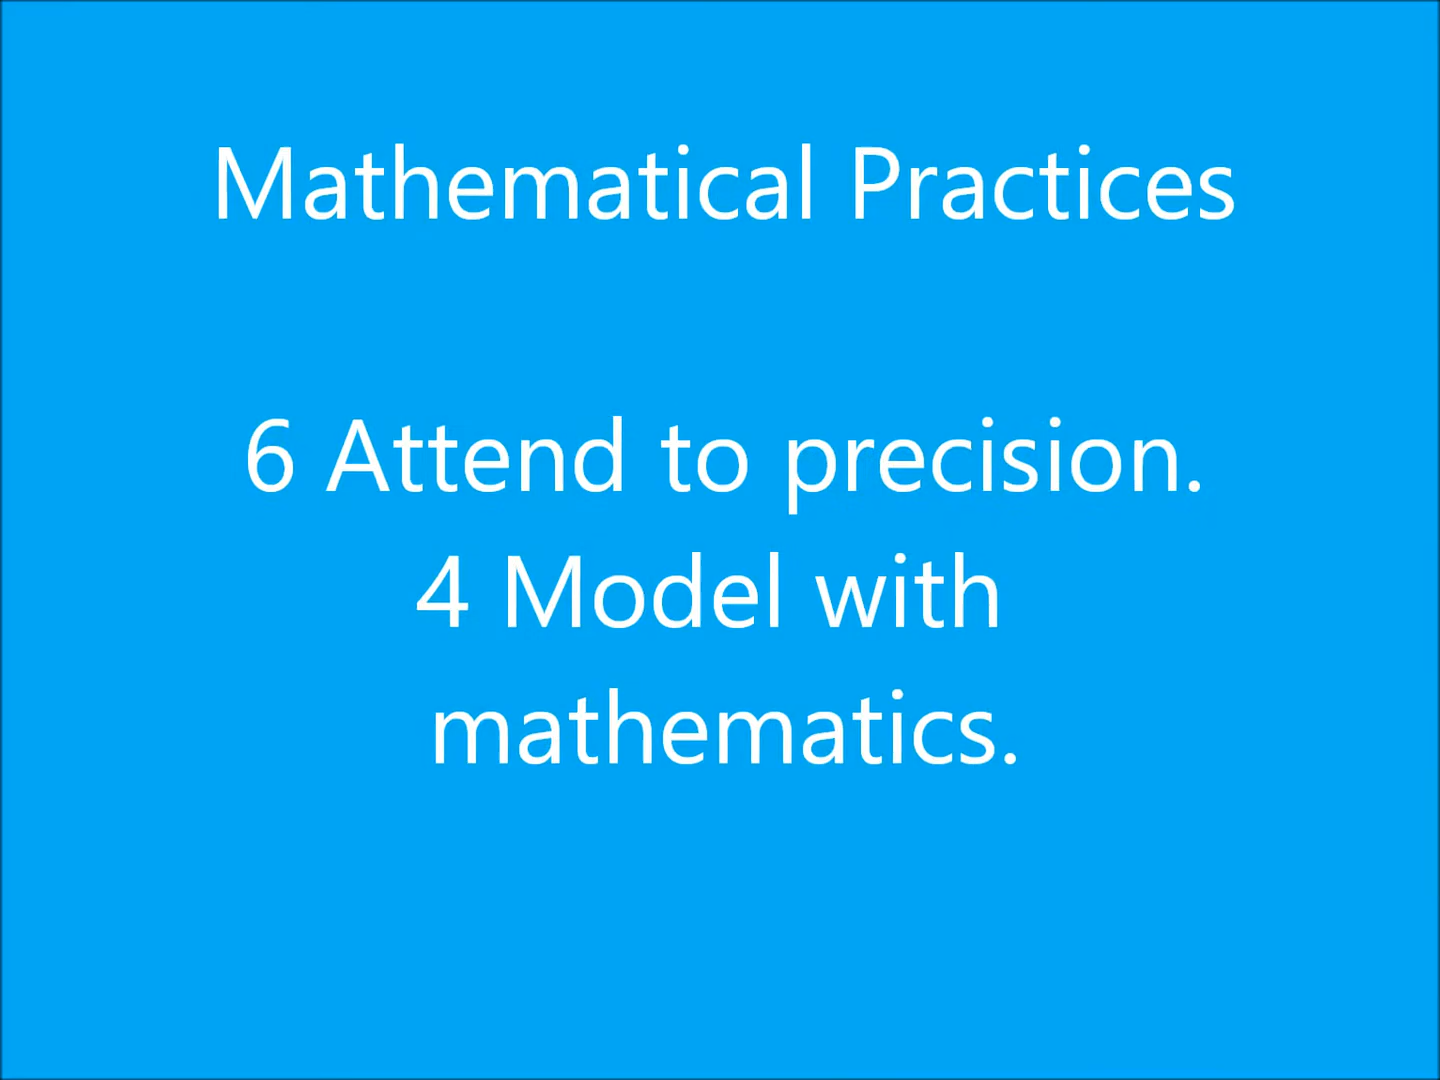 Mathematical Practices
6 Attend to precision.
4 Model with
mathematics.